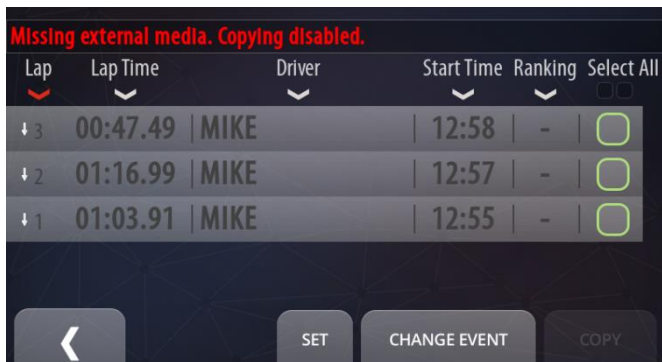 Missing external media. Copying disabled.
Lap Lap Time Driver Start Time Ranking Select All
3 00:47.49 MIKE 12:58 -
2 01:16.99 MIKE 12:57 -
1 01:03.91 MIKE 12:55 -
SET CHANGE EVENT COPY